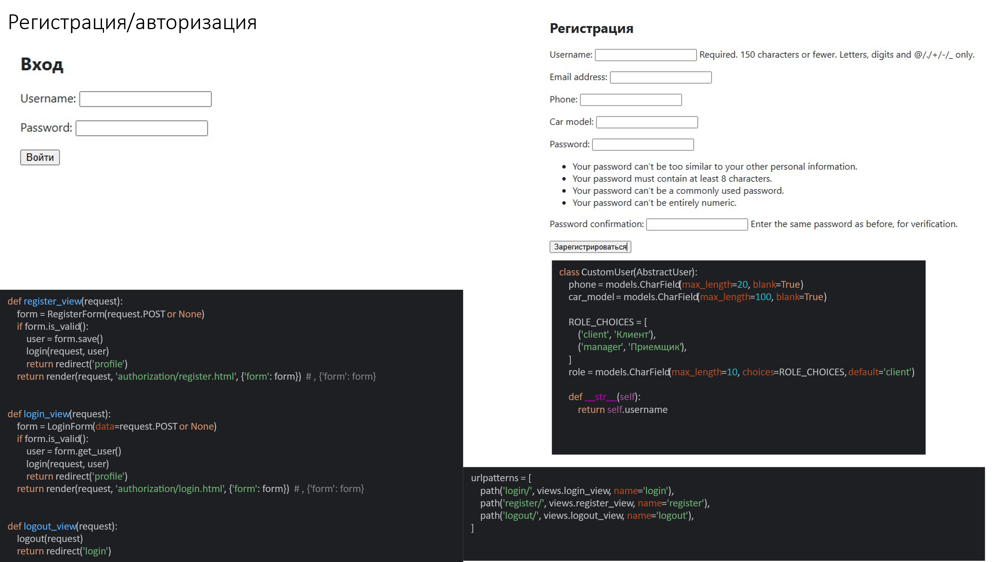 Регистрация/авторизация
Вход
Username:
Password:
Войти
Регистрация
Username: Required. 150 characters or fewer. Letters, digits and @/./+/-/_ only.
Email address:
Phone:
Car model:
Password:
• Your password can't be too similar to your other personal information.
• Your password must contain at least 8 characters.
• Your password can't be a commonly used password.
• Your password can't be entirely numeric.
Password confirmation: Enter the same password as before, for verification.
Зарегистрироваться
def register_view(request):
    form = RegisterForm(request.POST or None)
    if form.is_valid():
        user = form.save()
        login(request, user)
        return redirect('profile')
    return render(request, 'authorization/register.html', {'form': form})  # , {'form': form}
def login_view(request):
    form = LoginForm(data=request.POST or None)
    if form.is_valid():
        user = form.get_user()
        login(request, user)
        return redirect('profile')
    return render(request, 'authorization/login.html', {'form': form})  # , {'form': form}
def logout_view(request):
    logout(request)
    return redirect('login')
class CustomUser(AbstractUser):
    phone = models.CharField(max_length=20, blank=True)
    car_model = models.CharField(max_length=100, blank=True)
    ROLE_CHOICES = [
        ('client', 'Клиент'),
        ('manager', 'Приемщик'),
    ]
    role = models.CharField(max_length=10, choices=ROLE_CHOICES, default='client')
    def __str__(self):
        return self.username
urlpatterns = [
    path('login/', views.login_view, name='login'),
    path('register/', views.register_view, name='register'),
    path('logout/', views.logout_view, name='logout'),
]